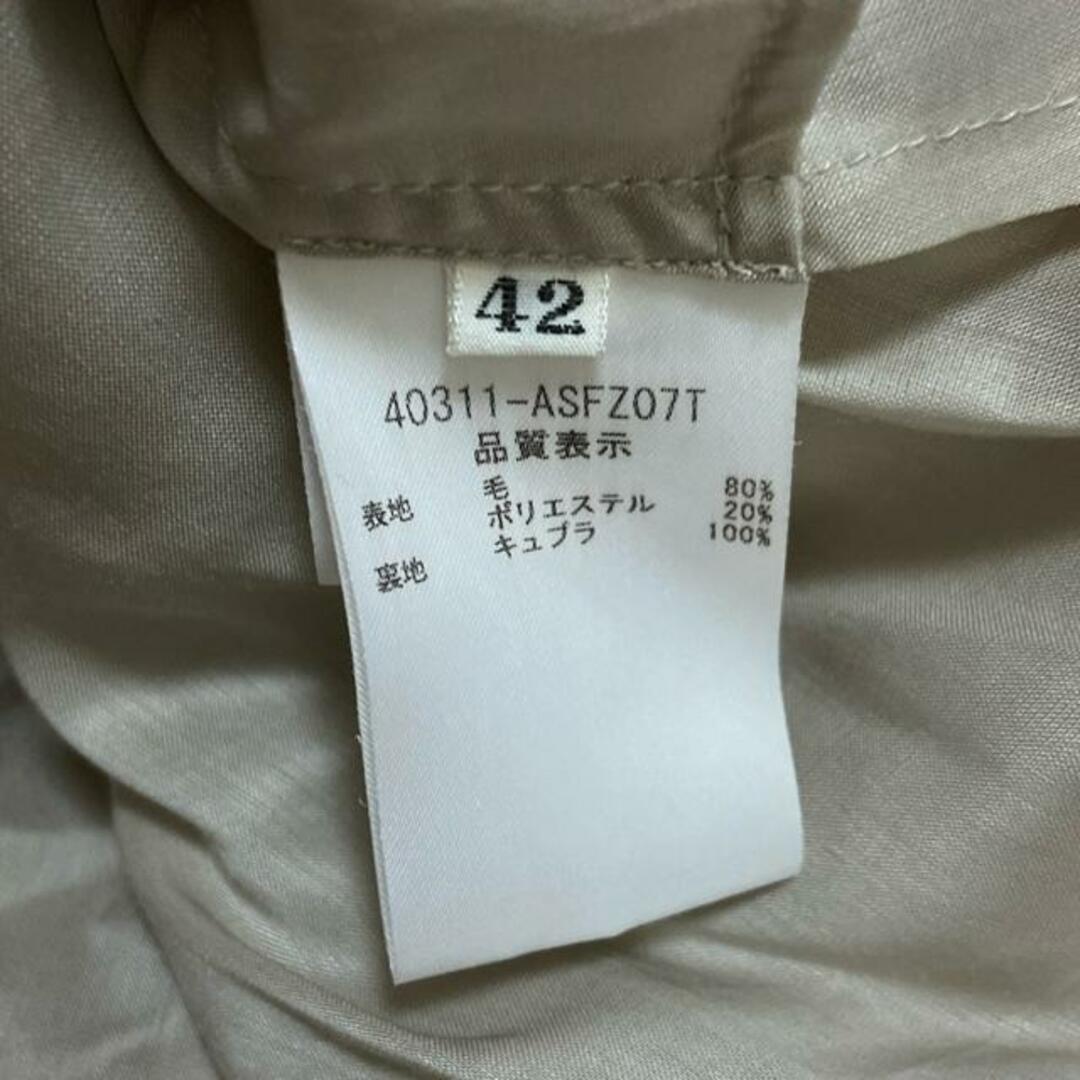 42
40311-ASFZ07T
品質表示
表地 毛 80%
ポリエステル 20%
裏地 キュプラ 100%